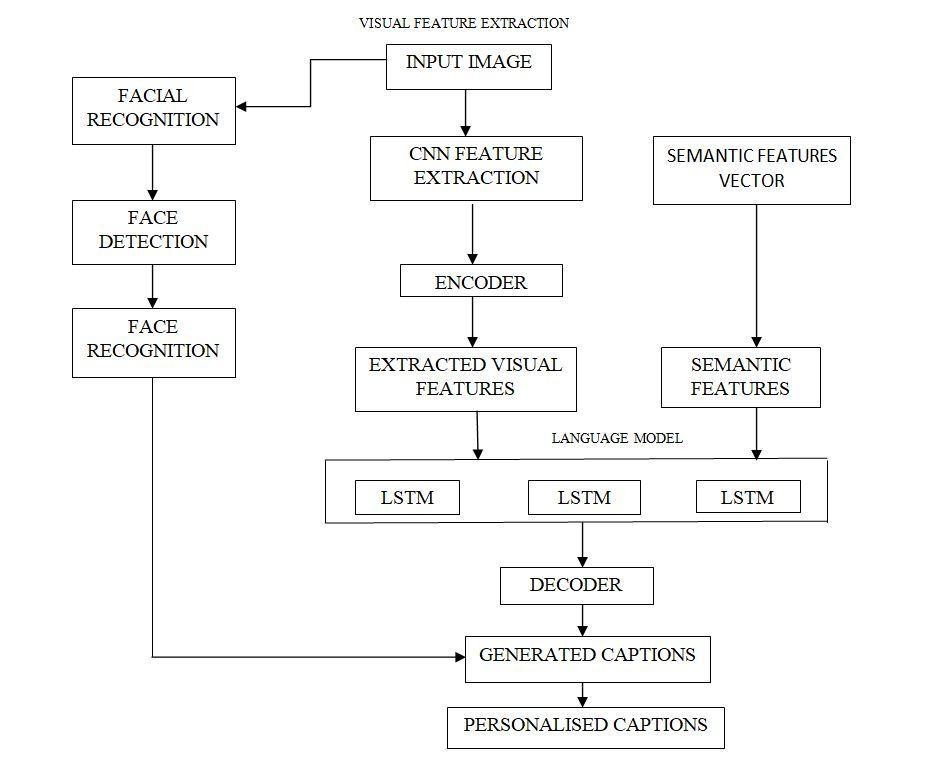 VISUAL FEATURE EXTRACTION
INPUT IMAGE
FACIAL
RECOGNITION
CNN FEATURE
EXTRACTION
SEMANTIC FEATURES
VECTOR
FACE
DETECTION
ENCODER
FACE
RECOGNITION
EXTRACTED VISUAL
FEATURES
SEMANTIC
FEATURES
LANGUAGE MODEL
LSTM
LSTM
LSTM
DECODER
GENERATED CAPTIONS
PERSONALISED CAPTIONS